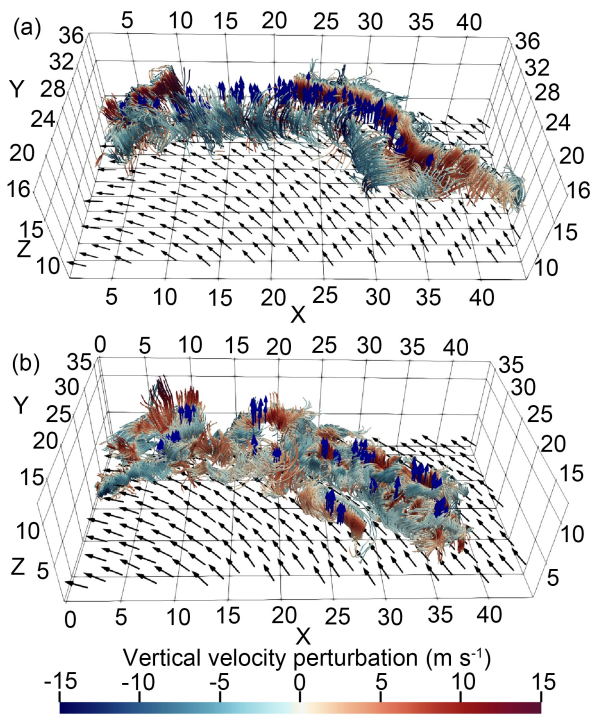 (a)
5 10 15 20 25 30 35 40
36 36
32 32
Y
28 28
24 24
20 20
16 16
15 15
Z
10 10
5 10 15 20 25 30 35 40
X
(b)
0 5 10 15 20 25 30 35 40
35 35
30 30
Y
25 25
20 20
15 15
10 10
Z
5 5
0 5 10 15 20 25 30 35 40
X
Vertical velocity perturbation (m s⁻¹)
-15 -10 -5 0 5 10 15